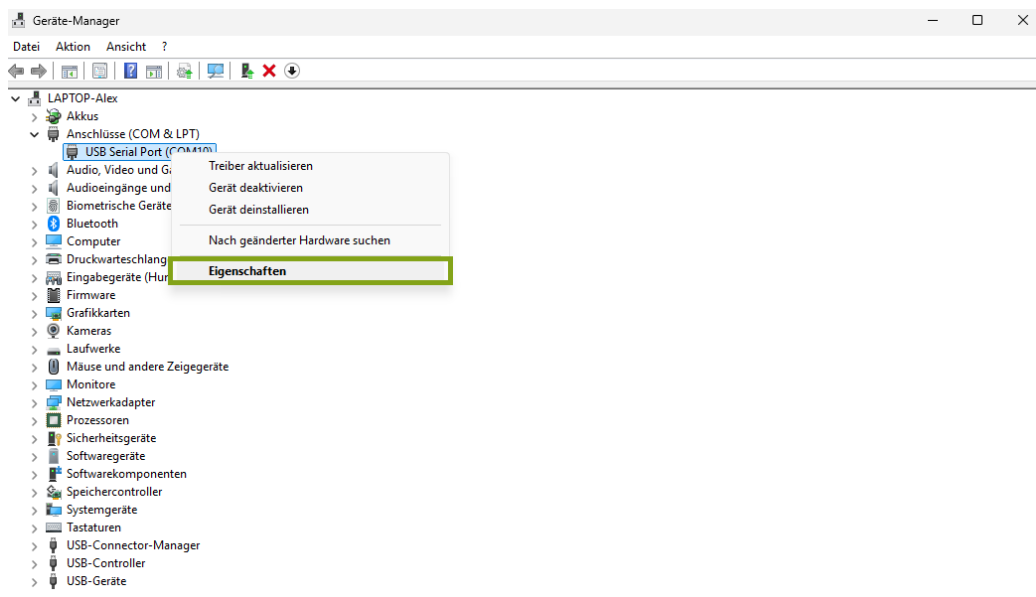 Geräte-Manager
Datei Aktion Ansicht ?
LAPTOP-Alex
Akkus
Anschlüsse (COM & LPT)
USB Serial Port (COM10)
Treiber aktualisieren
Audio, Video und
Gerät deaktivieren
Audioeingänge und
Gerät deinstallieren
Biometrische Geräte
Bluetooth
Nach geänderter Hardware suchen
Computer
Druckwarteschlang
Eigenschaften
Eingabegeräte
Firmware
Grafikkarten
Kameras
Laufwerke
Mäuse und andere Zeigegeräte
Monitore
Netzwerkadapter
Prozessoren
Sicherheitsgeräte
Softwaregeräte
Softwarekomponenten
Speichercontroller
Systemgeräte
Tastaturen
USB-Connector-Manager
USB-Controller
USB-Geräte